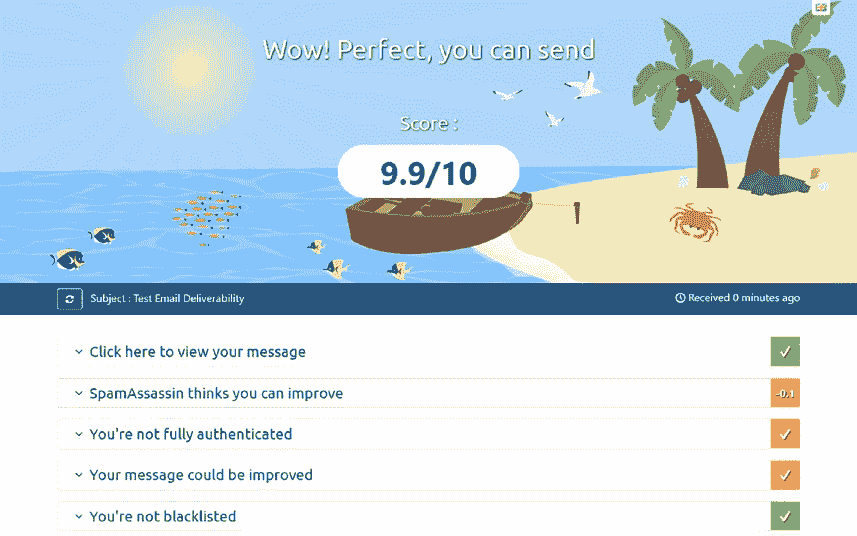 Wow! Perfect, you can send
Score :
9.9/10
Subject : Test Email Deliverability
Received 0 minutes ago
Click here to view your message
SpamAssassin thinks you can improve
-0.1
You're not fully authenticated
Your message could be improved
You're not blacklisted